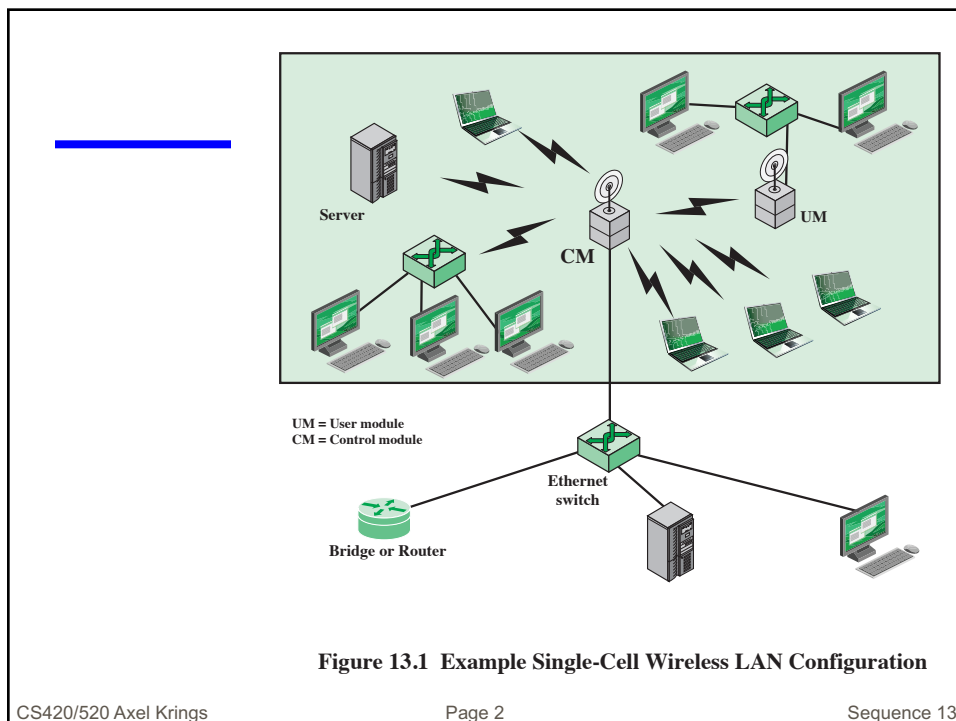 Server
UM
CM
UM = User module
CM = Control module
Ethernet
switch
Bridge or Router
Figure 13.1 Example Single-Cell Wireless LAN Configuration
CS420/520 Axel Krings Page 2 Sequence 13